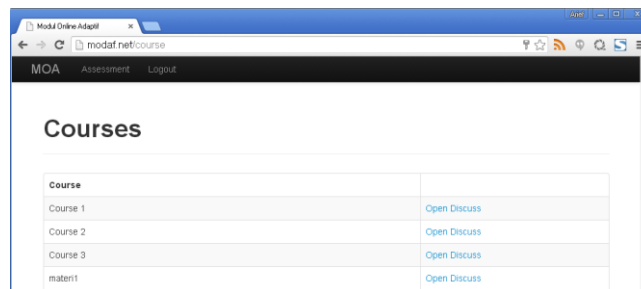 Arief
Modul Online Adaptif
modaf.net/course
MOA Assessment Logout
Courses
Course
Course 1 Open Discuss
Course 2 Open Discuss
Course 3 Open Discuss
materi1 Open Discuss